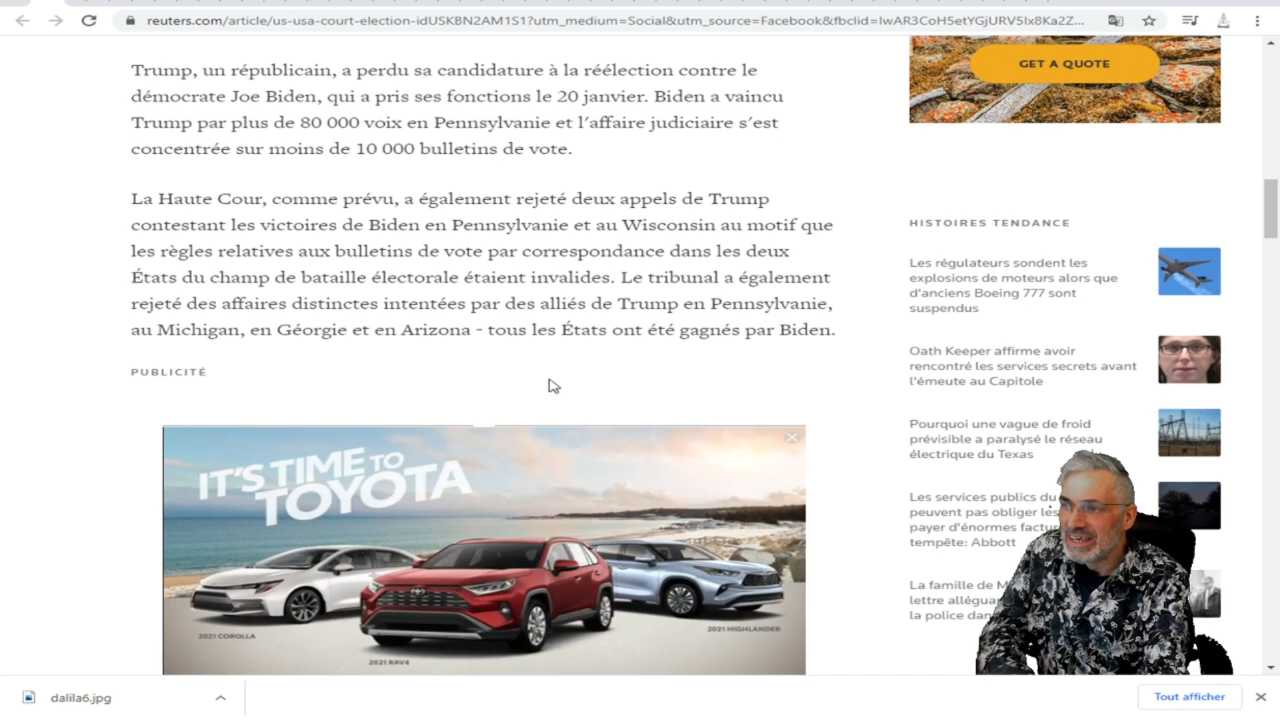 reuters.com/article/us-usa-court-election-idUSKBN2AM1S1?utm_medium=Social&utm_source=Facebook&fbclid=IwAR3CoH5etYGjURV5lx8Ka2Z...
Trump, un républicain, a perdu sa candidature à la réélection contre le
démocrate Joe Biden, qui a pris ses fonctions le 20 janvier. Biden a vaincu
Trump par plus de 80 000 voix en Pennsylvanie et l'affaire judiciaire s'est
concentrée sur moins de 10 000 bulletins de vote.
La Haute Cour, comme prévu, a également rejeté deux appels de Trump
contestant les victoires de Biden en Pennsylvanie et au Wisconsin au motif que
les règles relatives aux bulletins de vote par correspondance dans les deux
États du champ de bataille électorale étaient invalides. Le tribunal a également
rejeté des affaires distinctes intentées par des alliés de Trump en Pennsylvanie,
au Michigan, en Géorgie et en Arizona - tous les États ont été gagnés par Biden.
PUBLICITÉ
IT'S TIME TO
TOYOTA
2021 COROLLA
2021 RAV4
2021 HIGHLANDER
GET A QUOTE
HISTOIRES TENDANCE
Les régulateurs sondent les
explosions de moteurs alors que
d'anciens Boeing 777 sont
suspendus
Oath Keeper affirme avoir
rencontré les services secrets avant
l'émeute au Capitole
Pourquoi une vague de froid
prévisible a paralysé le réseau
électrique du Texas
Les services publics du
peuvent pas obliger les
payer d'énormes factur
tempête: Abbott
La famille de M
lettre allégua
la police dan
dalila6.jpg
Tout afficher